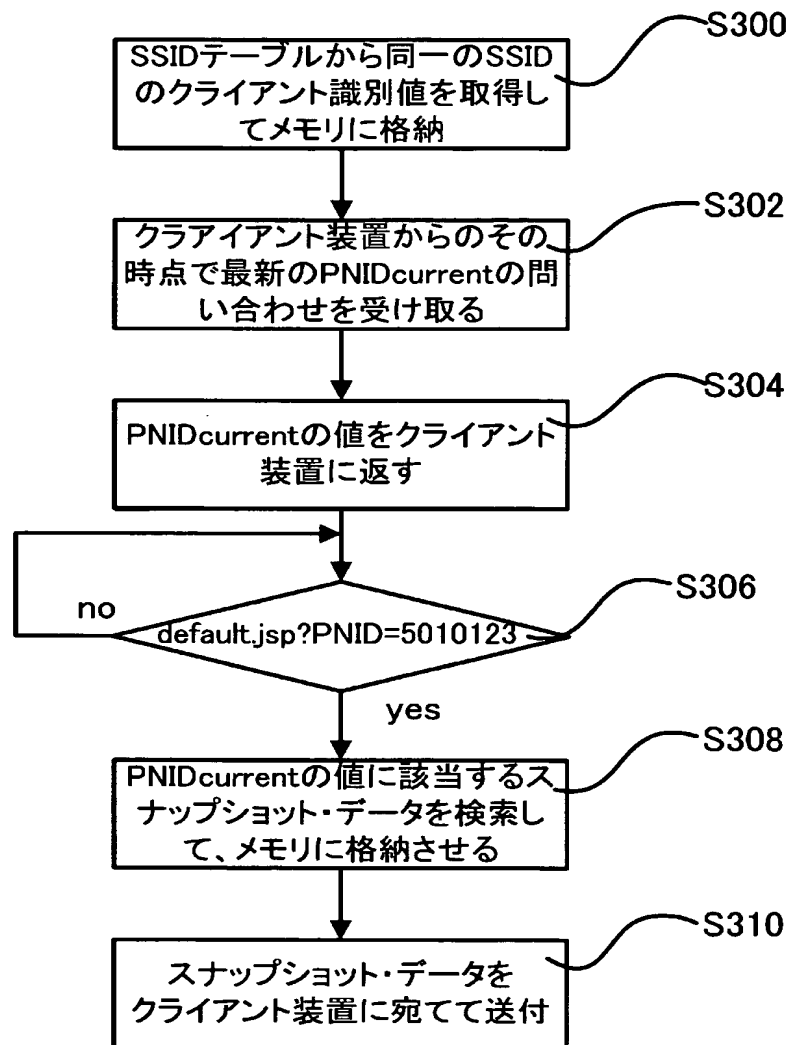 S300
SSIDテーブルから同一のSSID
のクライアント識別値を取得し
てメモリに格納
S302
クラアイアント装置からのその
時点で最新のPNIDcurrentの問
い合わせを受け取る
S304
PNIDcurrentの値をクライアント
装置に返す
no
default.jsp?PNID=5010123
S306
yes
S308
PNIDcurrentの値に該当するス
ナップショット・データを検索し
て、メモリに格納させる
S310
スナップショット・データを
クライアント装置に宛てて送付